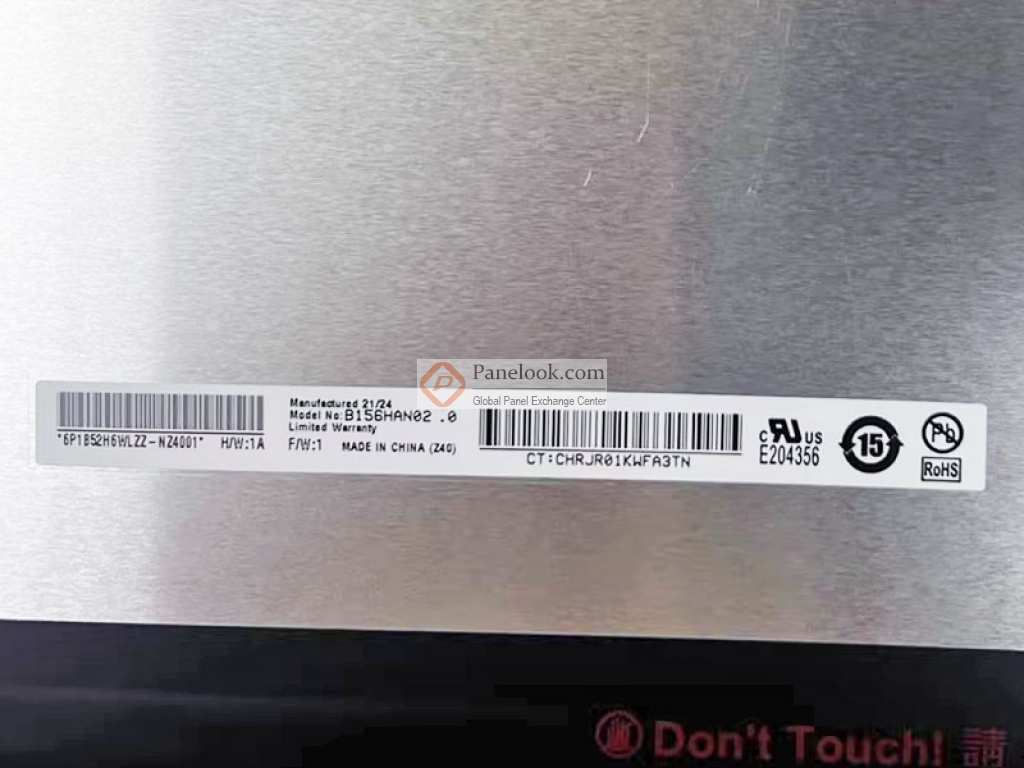 Panelook.com
Global Panel Exchange Center
Manufactured 21/24
Model No:B156HAN02 .0
Limited Warranty
*6P1B52H6WLZZ-NZ4001* H/W:1A F/W:1 MADE IN CHINA (Z40)
CT:CHRJR01KWFA3TN
c RU US
E204356
15
Pb
RoHS
Don't Touch! 請